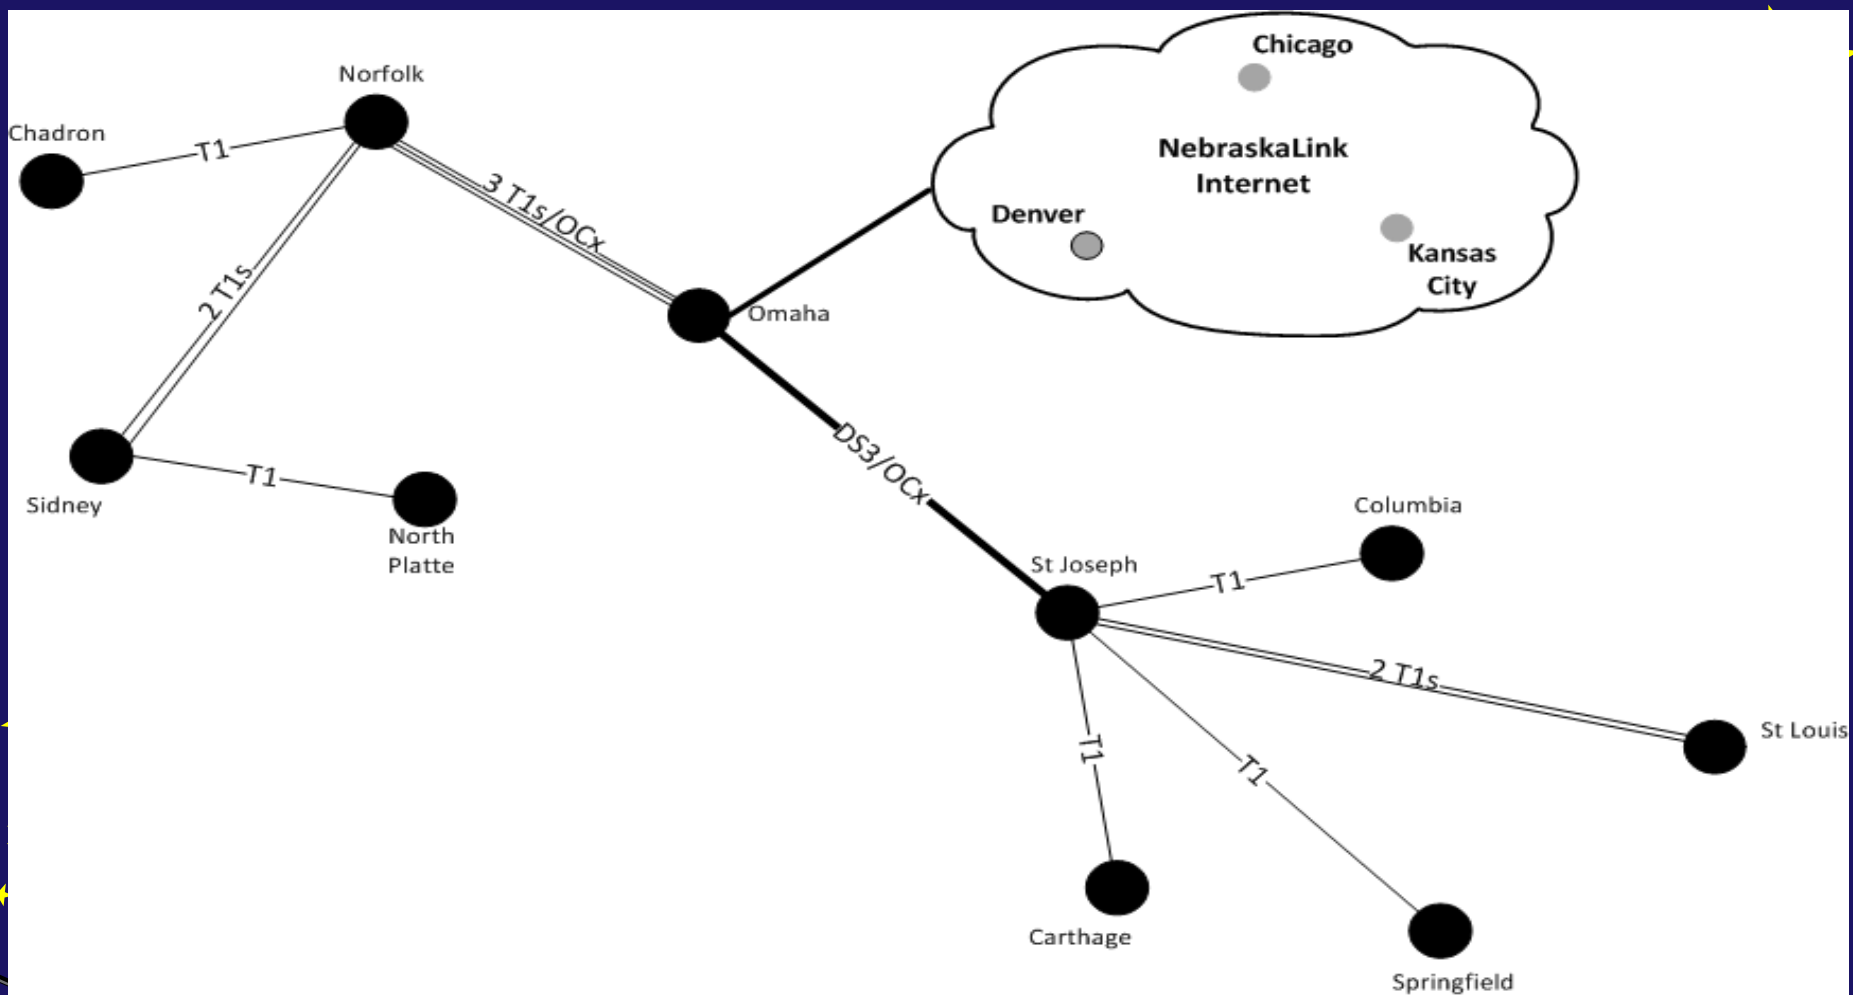 Chicago
Norfolk
NebraskaLink
Internet
Chadron
T1
3 T1s/OCx
Denver
Kansas
City
2 T1s
Omaha
DS3/OCx
T1
Sidney
North
Platte
Columbia
St Joseph
T1
2 T1s
St Louis
T1
T1
Carthage
Springfield